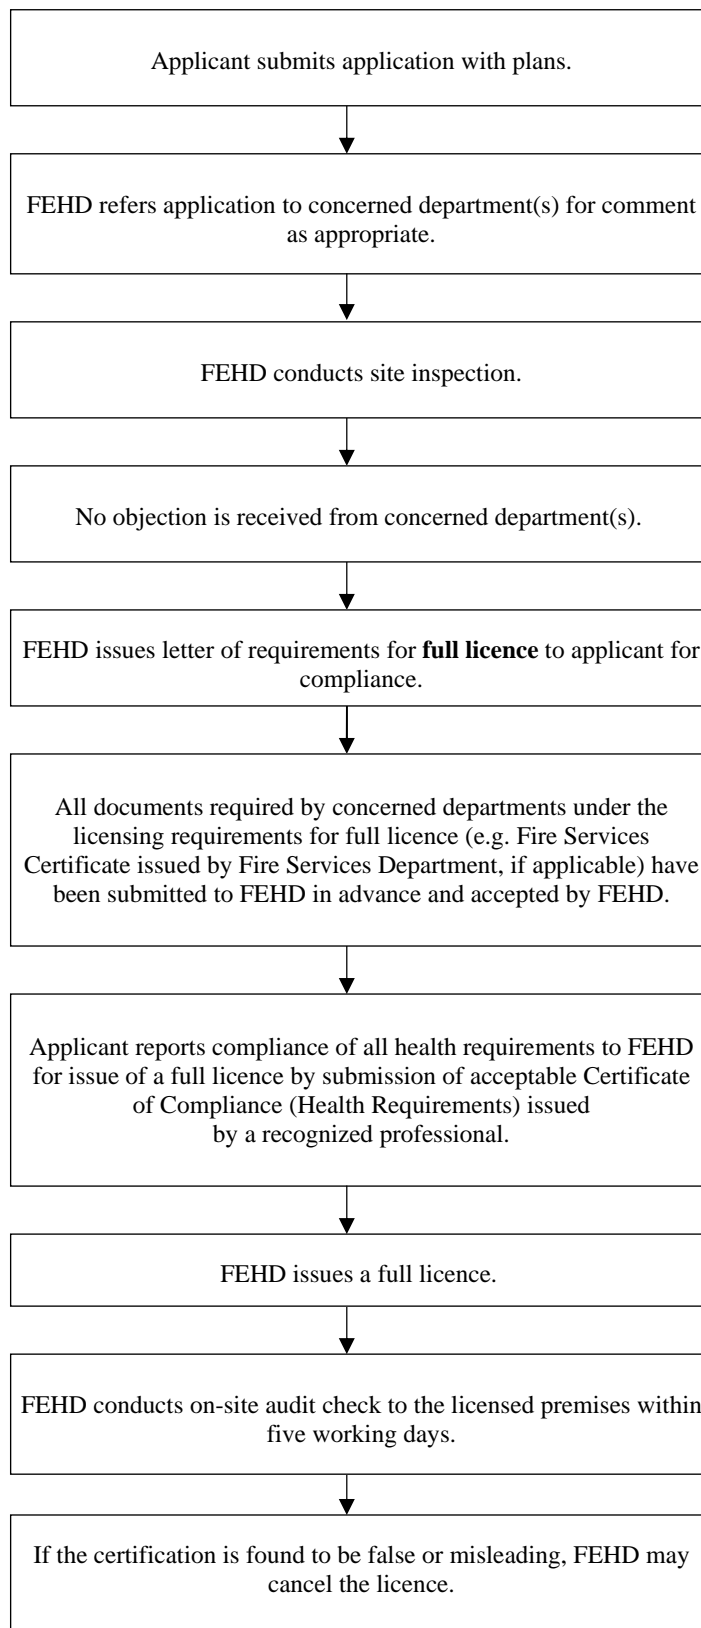 Applicant submits application with plans.
FEHD refers application to concerned department(s) for comment
as appropriate.
FEHD conducts site inspection.
No objection is received from concerned department(s).
FEHD issues letter of requirements for full licence to applicant for
compliance.
All documents required by concerned departments under the
licensing requirements for full licence (e.g. Fire Services
Certificate issued by Fire Services Department, if applicable) have
been submitted to FEHD in advance and accepted by FEHD.
Applicant reports compliance of all health requirements to FEHD
for issue of a full licence by submission of acceptable Certificate
of Compliance (Health Requirements) issued
by a recognized professional.
FEHD issues a full licence.
FEHD conducts on-site audit check to the licensed premises within
five working days.
If the certification is found to be false or misleading, FEHD may
cancel the licence.